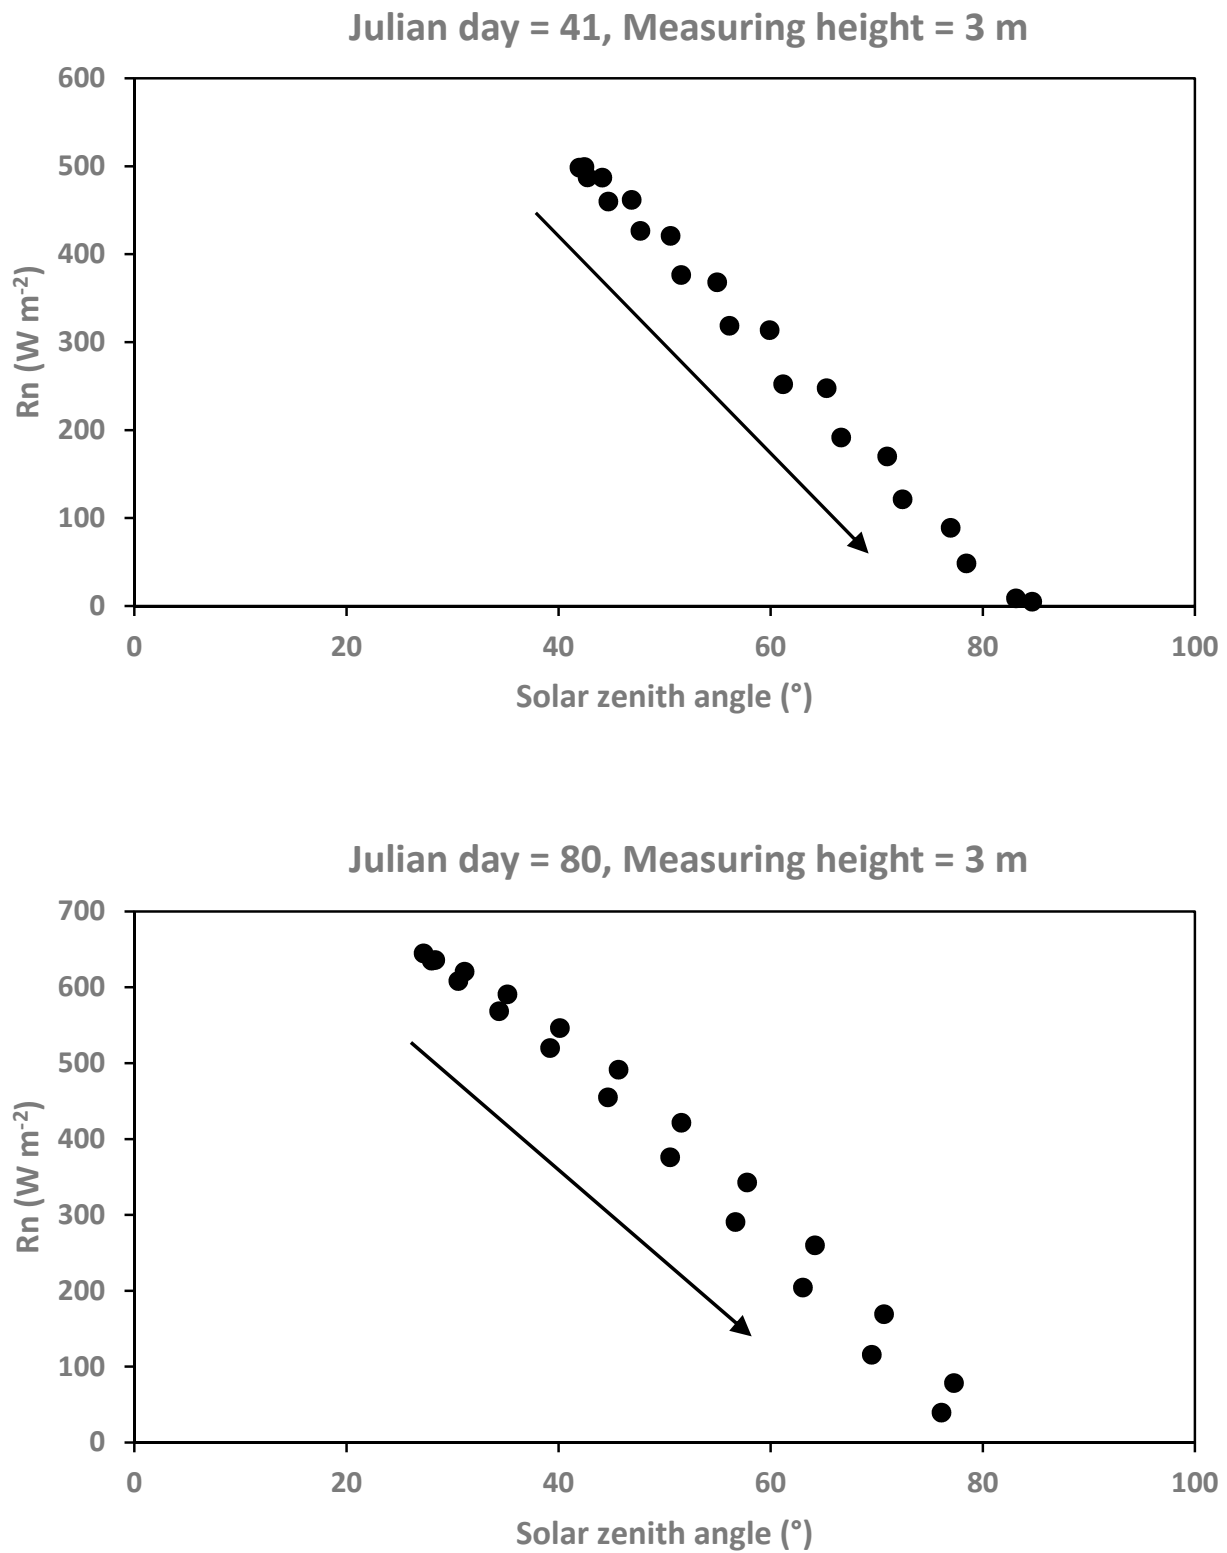 Julian day = 41, Measuring height = 3 m
600
500
400
300
200
100
0
Rn (W m⁻²)
0 20 40 60 80 100
Solar zenith angle (°)
Julian day = 80, Measuring height = 3 m
700
600
500
400
300
200
100
0
Rn (W m⁻²)
0 20 40 60 80 100
Solar zenith angle (°)